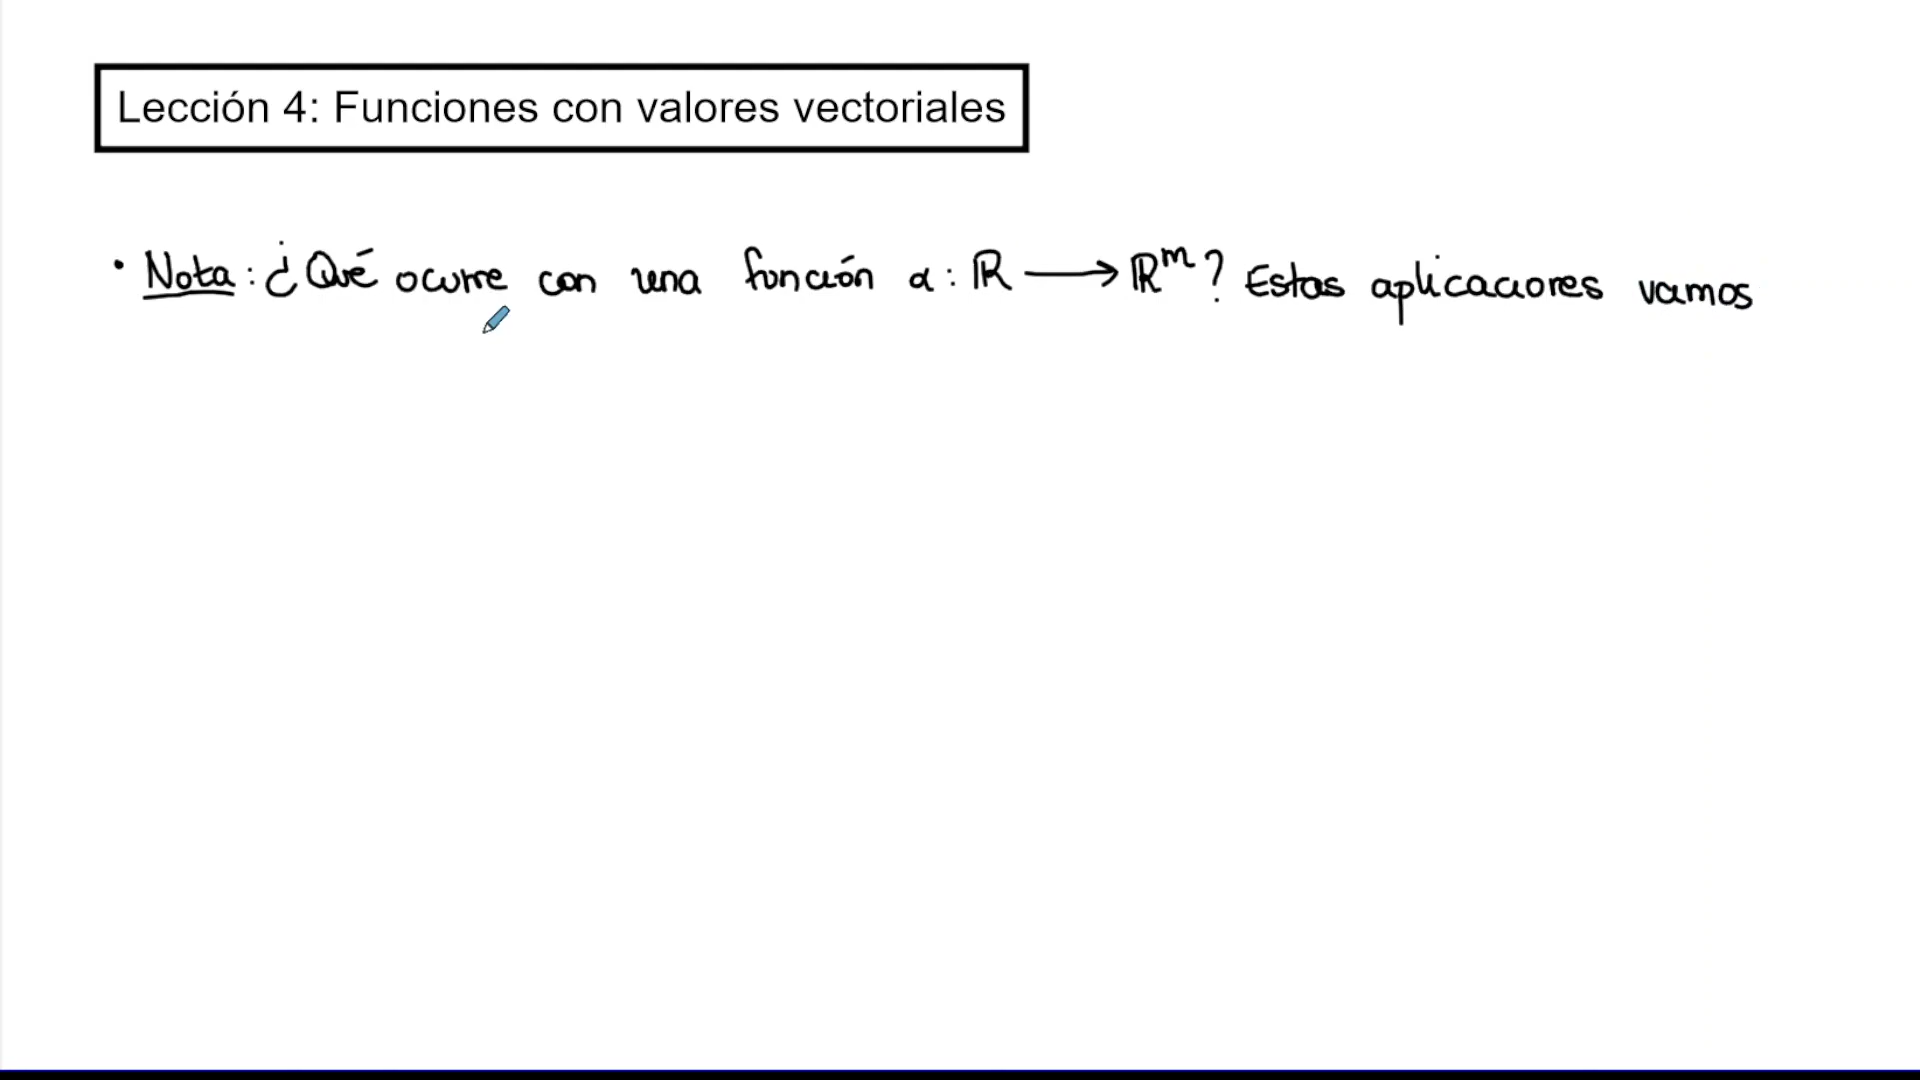 Lección 4: Funciones con valores vectoriales
• Nota: ¿Qué ocurre con una función α: ℝ ⟶ ℝᵐ? Estas aplicaciones vamos